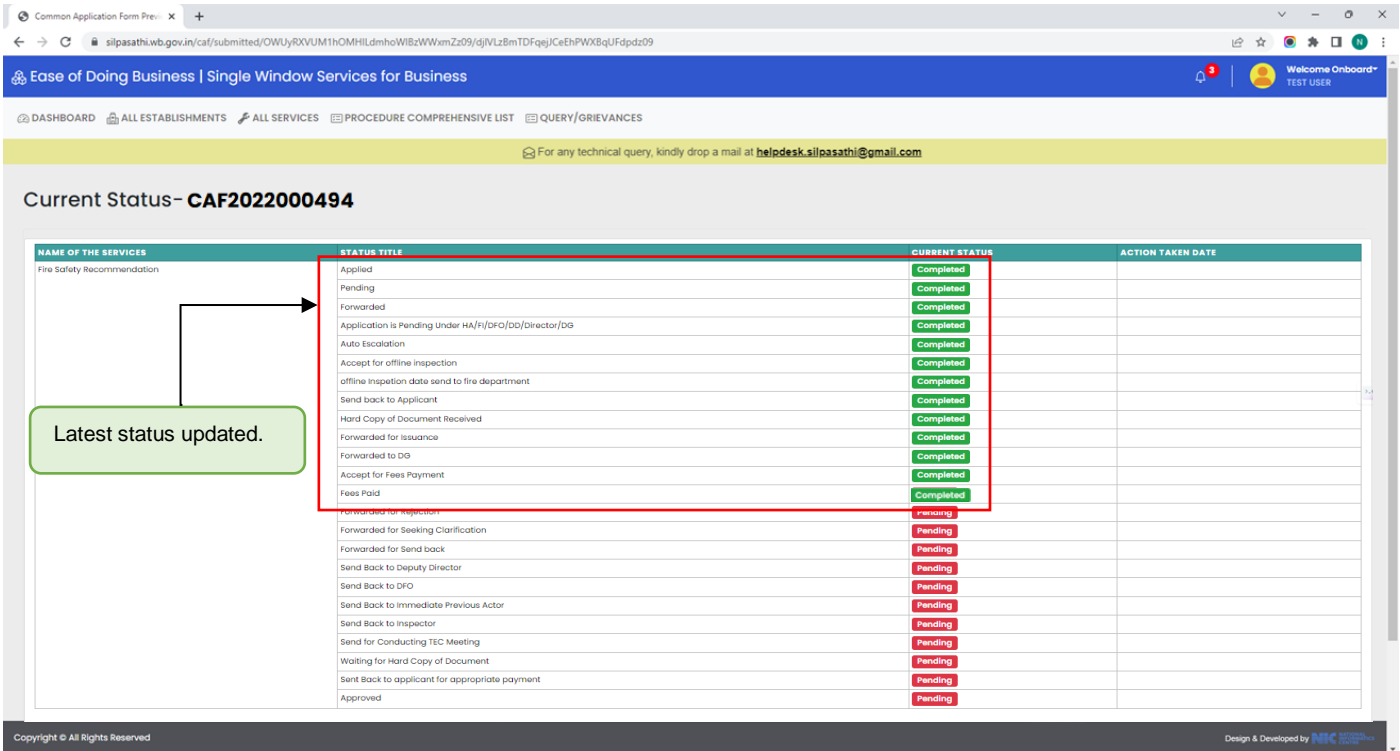 Common Application Form Previ
silpasathi.wb.gov.in/caf/submitted/OWUyRXVUM1hOMHlLdmhoWlBzWWxmZz09/djlVLzBmTDFqejJCeEhPWXBqUFdpdz09
N
Ease of Doing Business | Single Window Services for Business
3
Welcome Onboard
TEST USER
DASHBOARD ALL ESTABLISHMENTS ALL SERVICES PROCEDURE COMPREHENSIVE LIST QUERY/GRIEVANCES
For any technical query, kindly drop a mail at helpdesk.silpasathi@gmail.com
Current Status- CAF2022000494
NAME OF THE SERVICES STATUS TITLE CURRENT STATUS ACTION TAKEN DATE
Fire Safety Recommendation Applied Completed
Pending Completed
Forwarded Completed
Application is Pending Under HA/FI/DFO/DD/Director/DG Completed
Auto Escalation Completed
Accept for offline inspection Completed
offline Inspetion date send to fire department Completed
Send back to Applicant Completed
Hard Copy of Document Received Completed
Latest status updated.
Forwarded for Issuance Completed
Forwarded to DG Completed
Accept for Fees Payment Completed
Fees Paid Completed
Forwarded for Rejection Pending
Forwarded for Seeking Clarification Pending
Forwarded for Send back Pending
Send Back to Deputy Director Pending
Send Back to DFO Pending
Send Back to Immediate Previous Actor Pending
Send Back to Inspector Pending
Send for Conducting TEC Meeting Pending
Waiting for Hard Copy of Document Pending
Sent Back to applicant for appropriate payment Pending
Approved Pending
Copyright © All Rights Reserved
Design & Developed by NIC NATIONAL INFORMATICS CENTRE